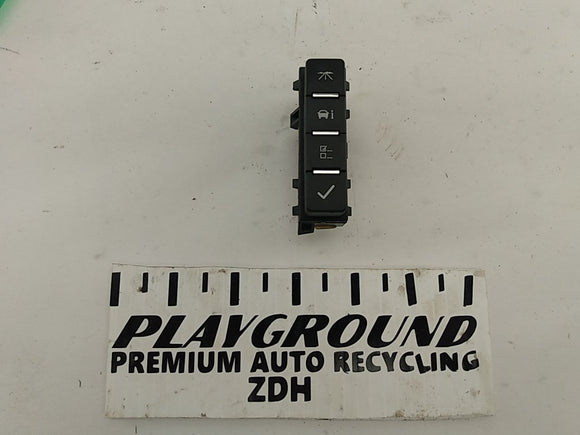 PLAYGROUND
PREMIUM AUTO RECYCLING
ZDH